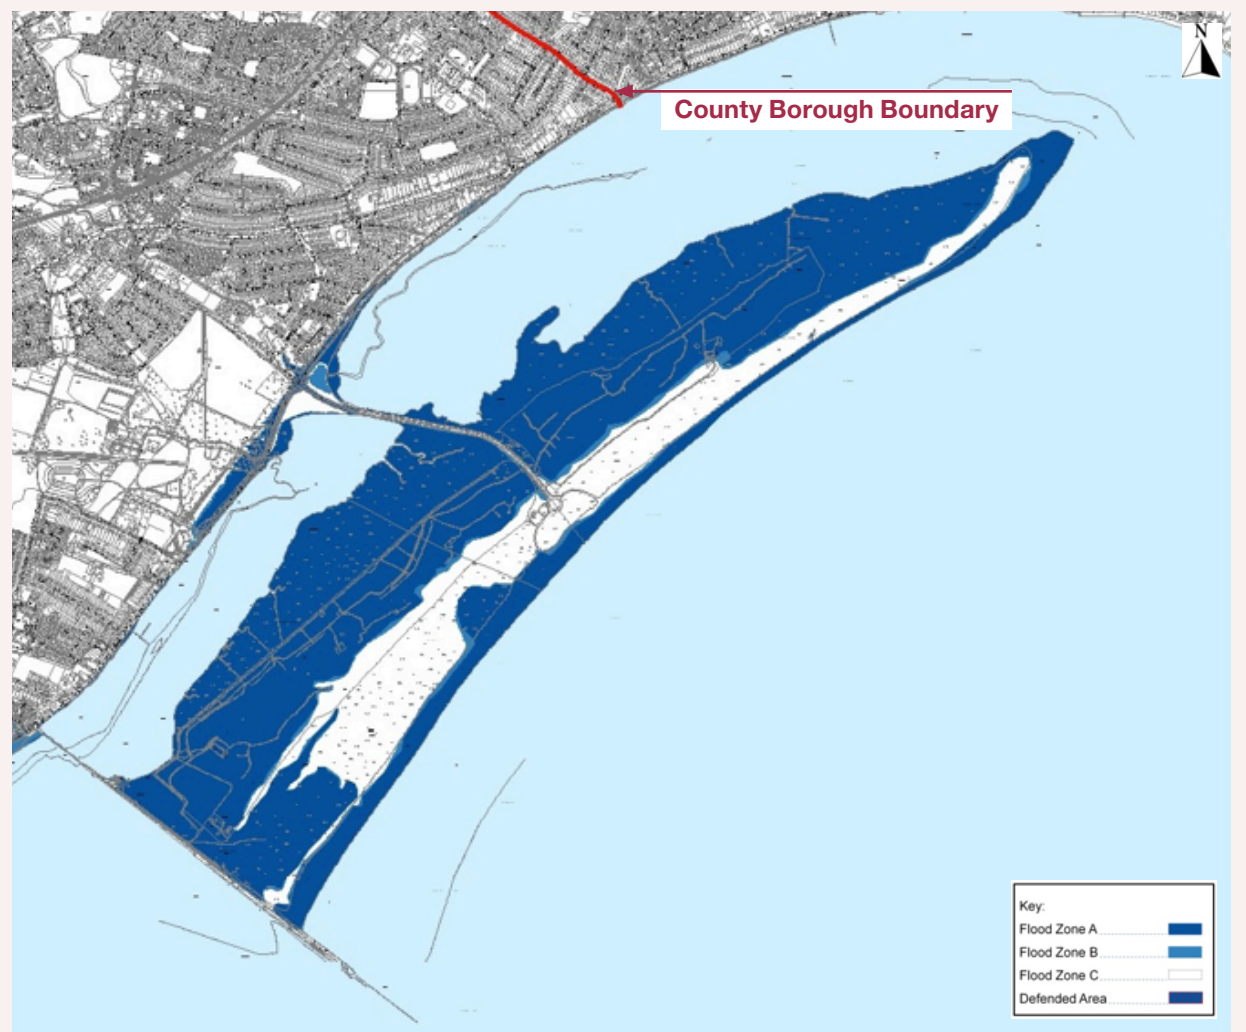 N
County Borough Boundary
Key:
Flood Zone A
Flood Zone B
Flood Zone C
Defended Area